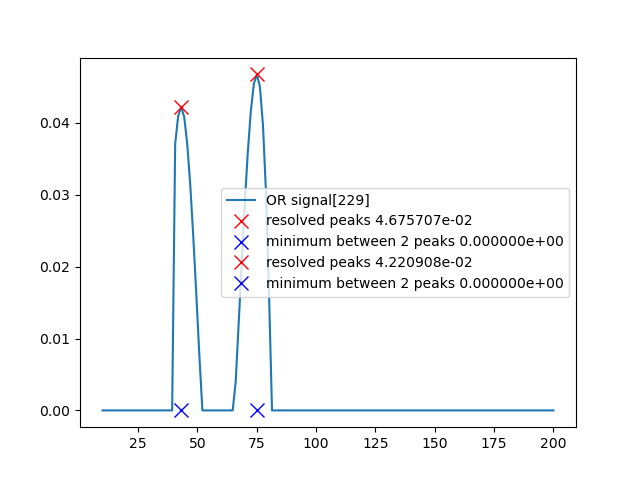 0.04
0.03
0.02
0.01
0.00
OR signal[229]
resolved peaks 4.675707e-02
minimum between 2 peaks 0.000000e+00
resolved peaks 4.220908e-02
minimum between 2 peaks 0.000000e+00
25 50 75 100 125 150 175 200